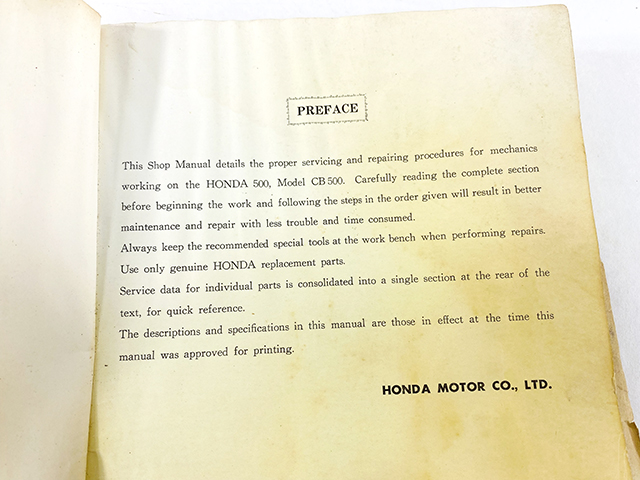 PREFACE
This Shop Manual details the proper servicing and repairing procedures for mechanics
working on the HONDA 500, Model CB 500. Carefully reading the complete section
before beginning the work and following the steps in the order given will result in better
maintenance and repair with less trouble and time consumed.
Always keep the recommended special tools at the work bench when performing repairs.
Use only genuine HONDA replacement parts.
Service data for individual parts is consolidated into a single section at the rear of the
text, for quick reference.
The descriptions and specifications in this manual are those in effect at the time this
manual was approved for printing.
HONDA MOTOR CO., LTD.